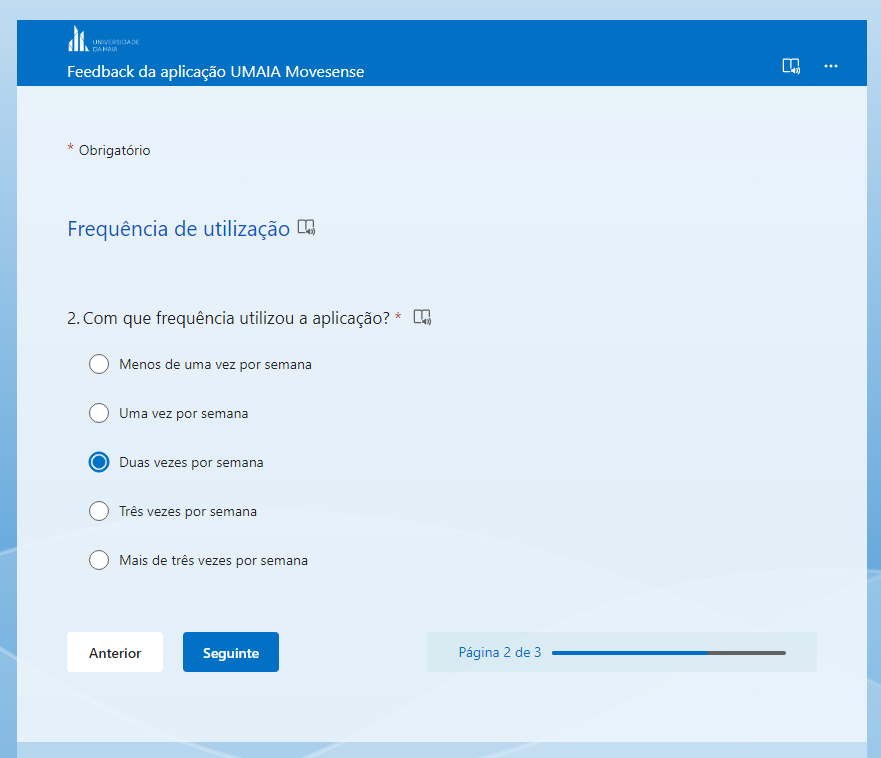 UNIVERSIDADE
DA MAIA
Feedback da aplicação UMAIA Movesense
* Obrigatório
Frequência de utilização
2. Com que frequência utilizou a aplicação? *
Menos de uma vez por semana
Uma vez por semana
Duas vezes por semana
Três vezes por semana
Mais de três vezes por semana
Anterior
Seguinte
Página 2 de 3